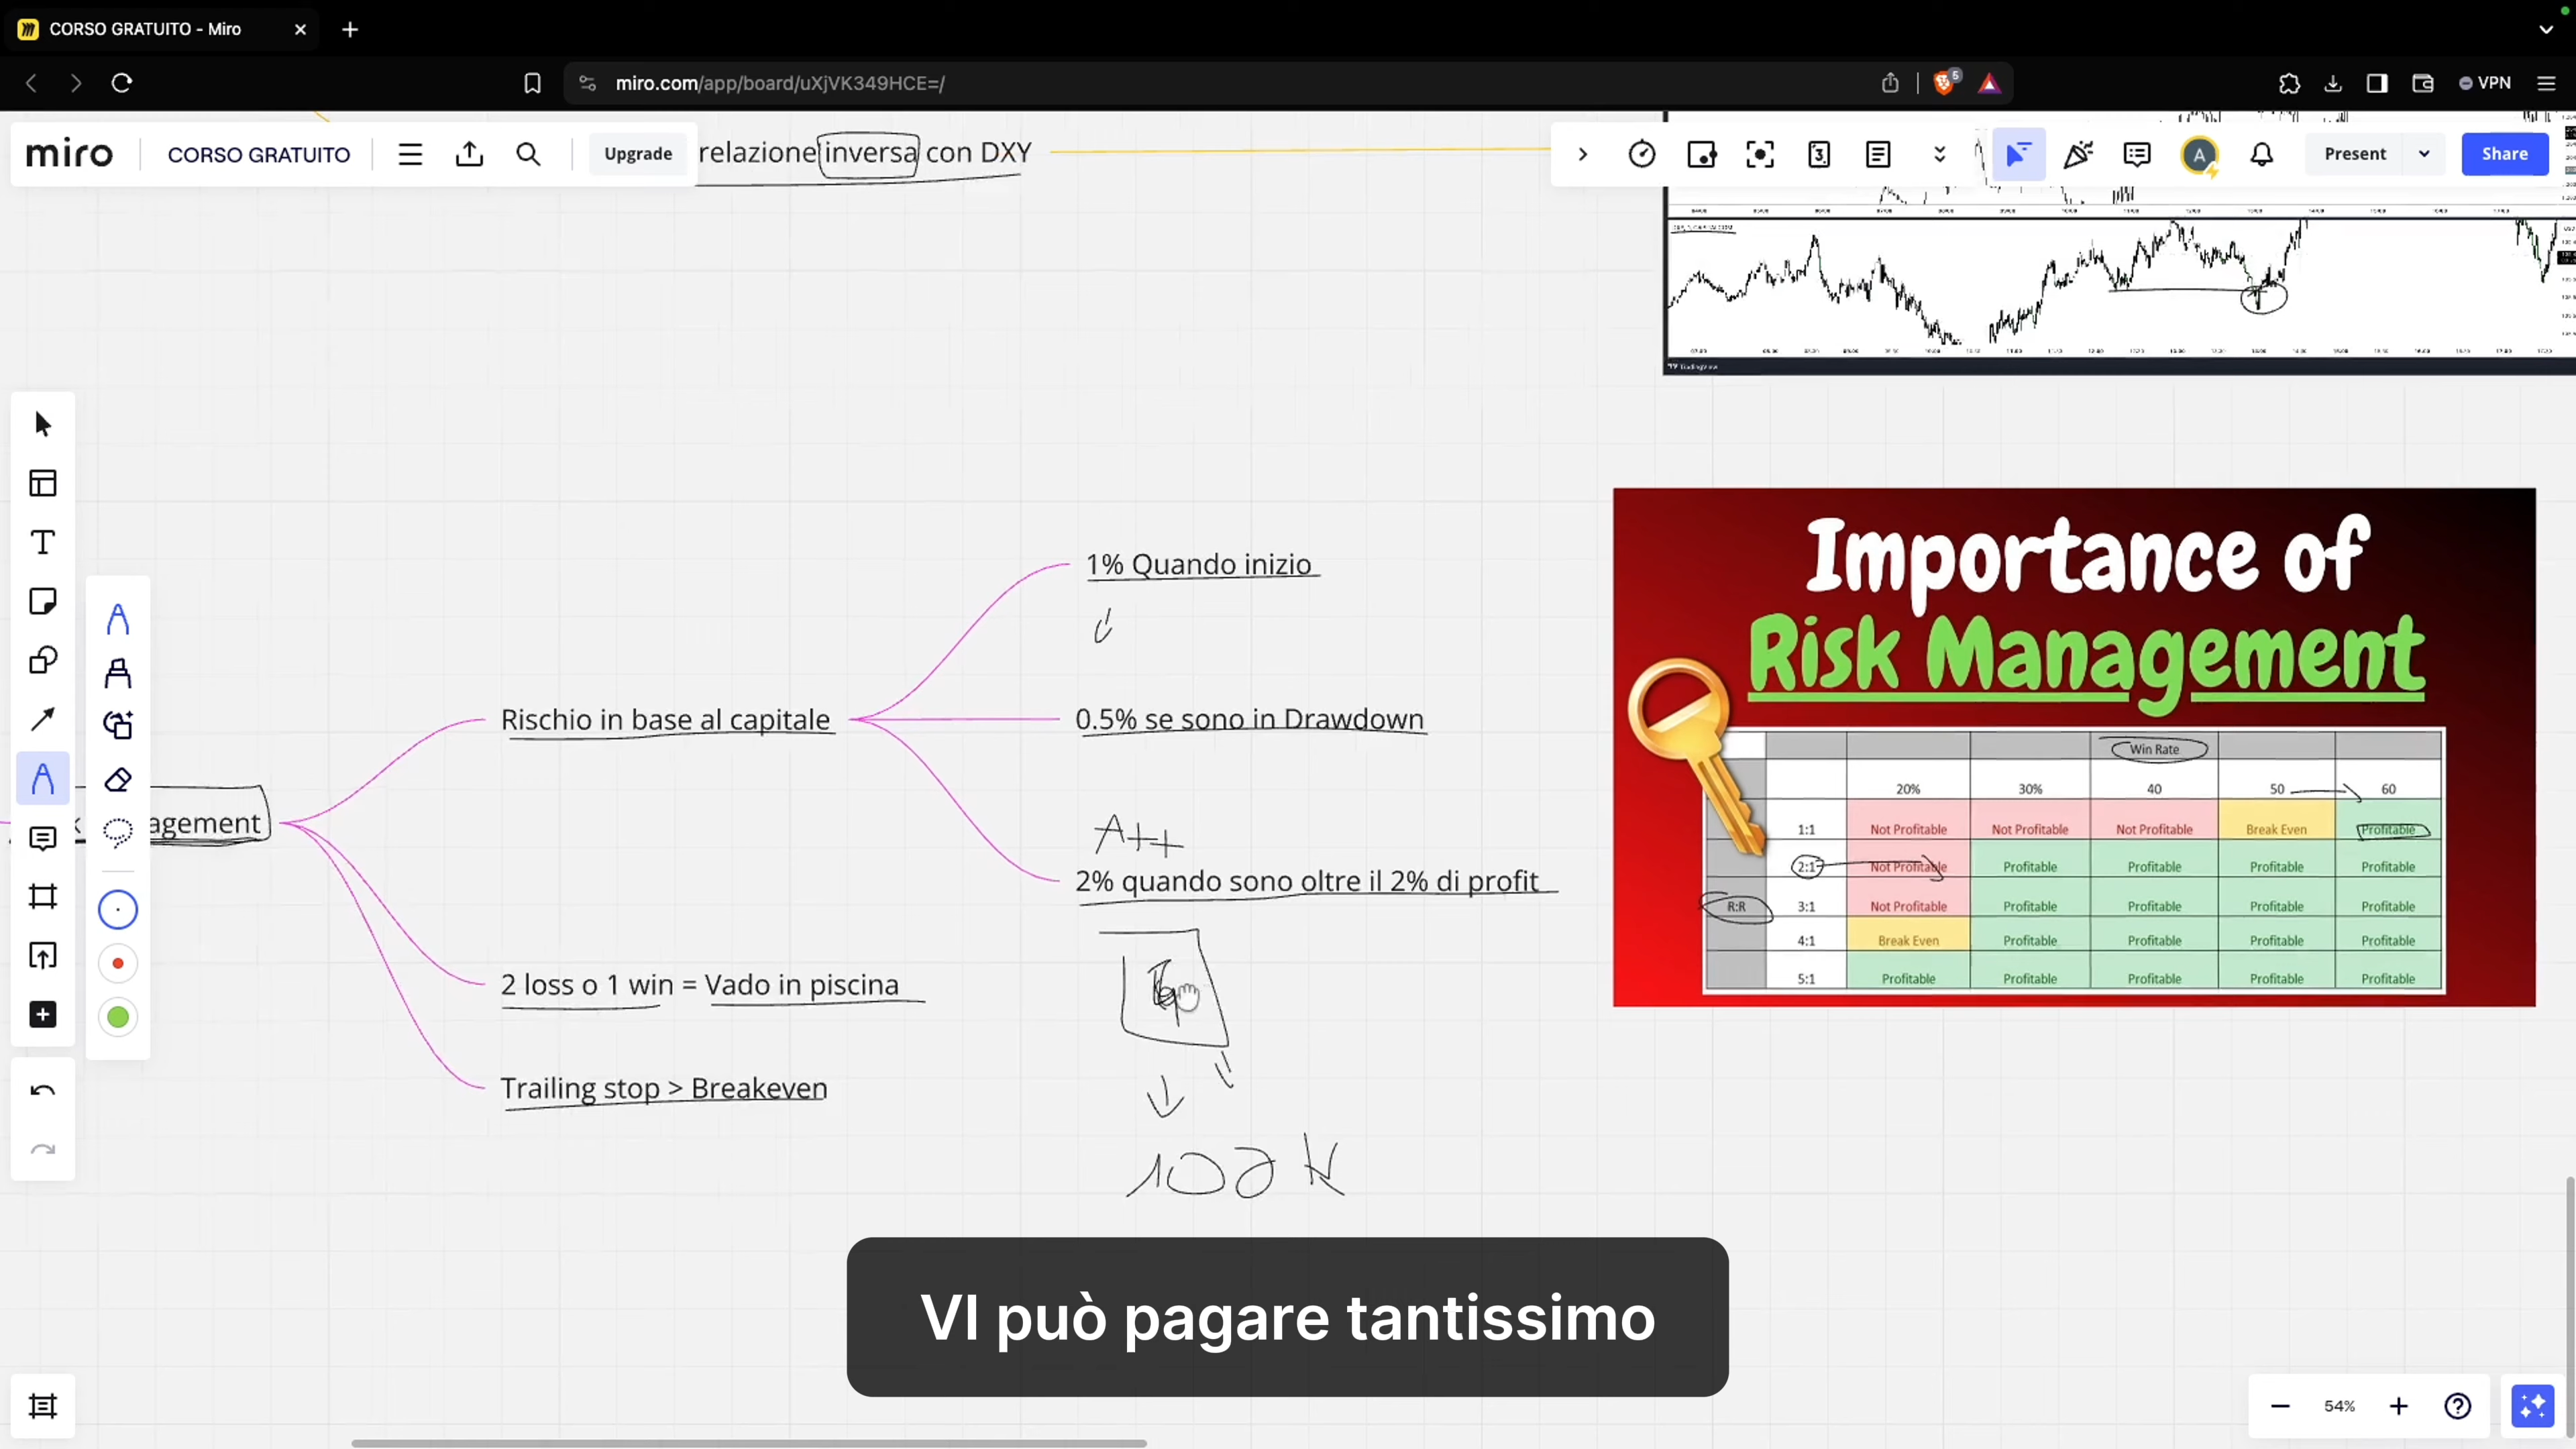 CORSO GRATUITO - Miro
miro.com/app/board/uXjVK349HCE=/
5
VPN
miro
CORSO GRATUITO
Upgrade
relazione inversa con DXY
3
A
Present
Share
TradingView
1% Quando inizio
Rischio in base al capitale
0.5% se sono in Drawdown
A++
2% quando sono oltre il 2% di profit
agement
2 loss o 1 win = Vado in piscina
Trailing stop > Breakeven
102 K
Importance of
Risk Management
Win Rate
20% 30% 40 50 60
1:1 Not Profitable Not Profitable Not Profitable Break Even Profitable
2:1 Not Profitable Profitable Profitable Profitable Profitable
R:R 3:1 Not Profitable Profitable Profitable Profitable Profitable
4:1 Break Even Profitable Profitable Profitable Profitable
5:1 Profitable Profitable Profitable Profitable Profitable
VI può pagare tantissimo
54%